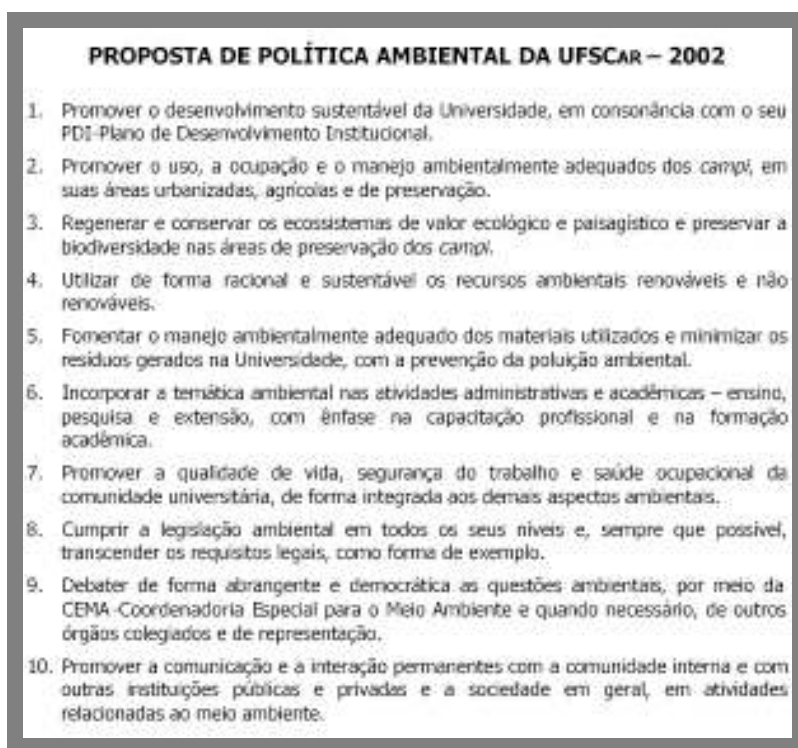 PROPOSTA DE POLÍTICA AMBIENTAL DA UFSCAR – 2002
1. Promover o desenvolvimento sustentável da Universidade, em consonância com o seu
PDI-Plano de Desenvolvimento Institucional.
2. Promover o uso, a ocupação e o manejo ambientalmente adequados dos campi, em
suas áreas urbanizadas, agrícolas e de preservação.
3. Regenerar e conservar os ecossistemas de valor ecológico e paisagístico e preservar a
biodiversidade nas áreas de preservação dos campi.
4. Utilizar de forma racional e sustentável os recursos ambientais renováveis e não
renováveis.
5. Fomentar o manejo ambientalmente adequado dos materiais utilizados e minimizar os
resíduos gerados na Universidade, com a prevenção da poluição ambiental.
6. Incorporar a temática ambiental nas atividades administrativas e acadêmicas – ensino,
pesquisa e extensão, com ênfase na capacitação profissional e na formação
acadêmica.
7. Promover a qualidade de vida, segurança do trabalho e saúde ocupacional da
comunidade universitária, de forma integrada aos demais aspectos ambientais.
8. Cumprir a legislação ambiental em todos os seus níveis e, sempre que possível,
transcender os requisitos legais, como forma de exemplo.
9. Debater de forma abrangente e democrática as questões ambientais, por meio da
CEMA-Coordenadoria Especial para o Meio Ambiente e quando necessário, de outros
órgãos colegiados e de representação.
10. Promover a comunicação e a interação permanentes com a comunidade interna e com
outras instituições públicas e privadas e a sociedade em geral, em atividades
relacionadas ao meio ambiente.